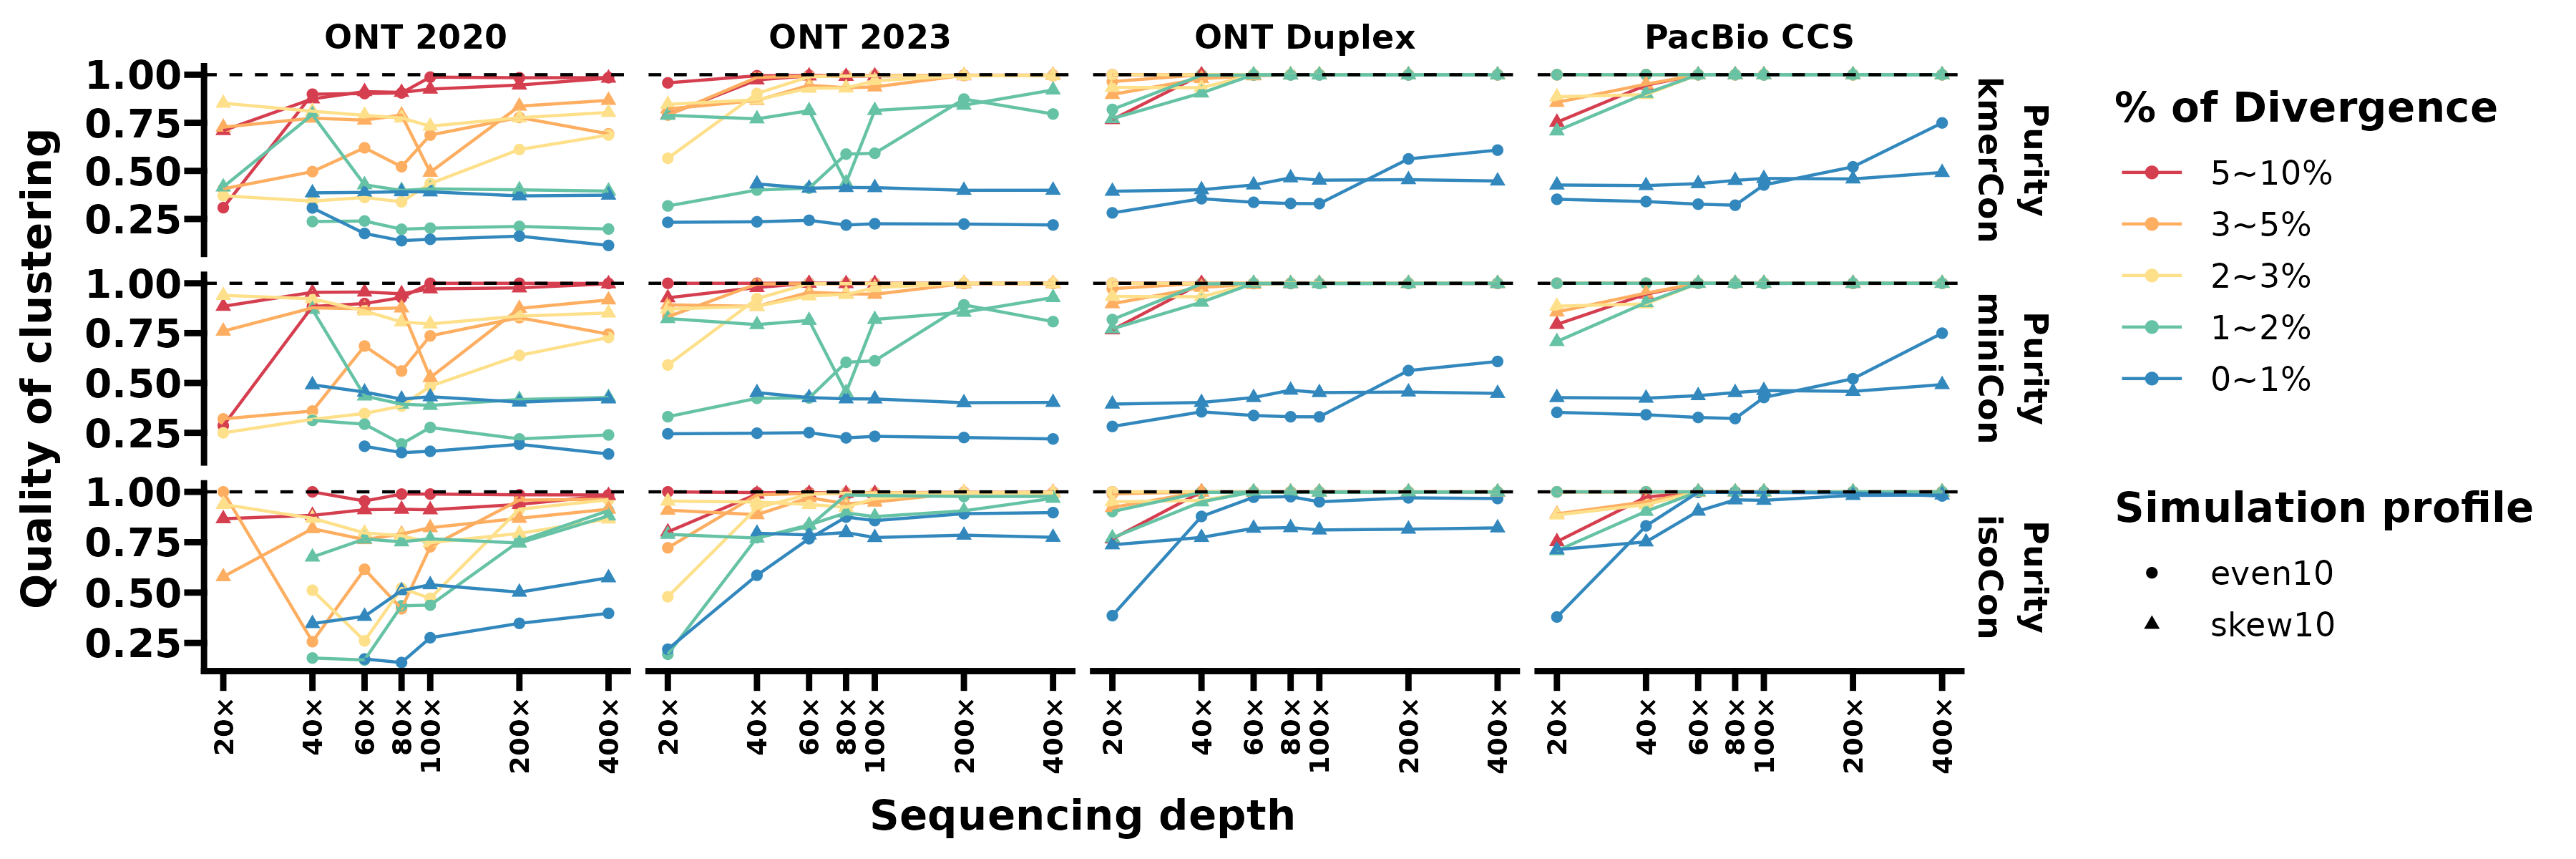 ONT 2020
ONT 2023
ONT Duplex
PacBio CCS
Quality of clustering
1.00
0.75
0.50
0.25
Purity
kmerCon
1.00
0.75
0.50
0.25
Purity
miniCon
1.00
0.75
0.50
0.25
Purity
isoCon
20×
40×
60×
80×
100×
200×
400×
20×
40×
60×
80×
100×
200×
400×
20×
40×
60×
80×
100×
200×
400×
20×
40×
60×
80×
100×
200×
400×
Sequencing depth
% of Divergence
5~10%
3~5%
2~3%
1~2%
0~1%
Simulation profile
even10
skew10